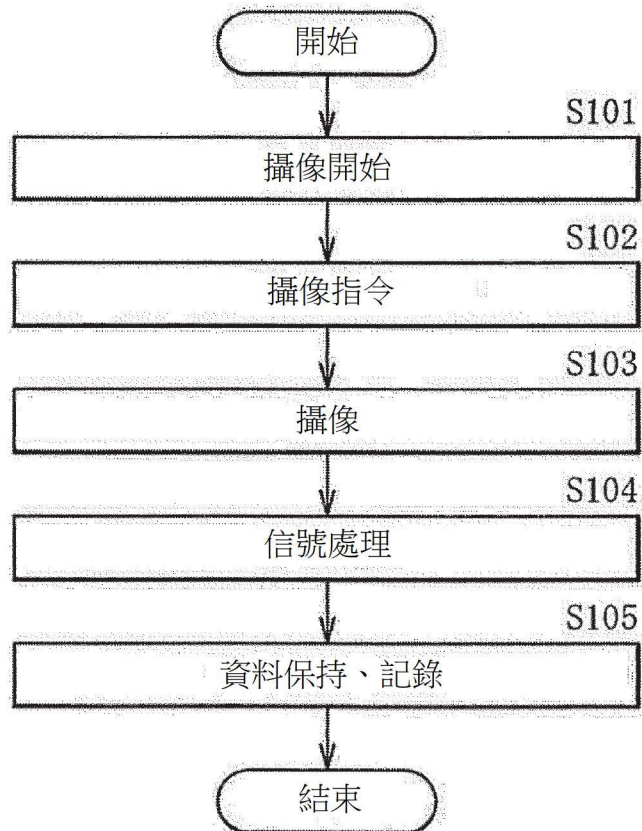 開始
S101
攝像開始
S102
攝像指令
S103
攝像
S104
信號處理
S105
資料保持、記錄
結束